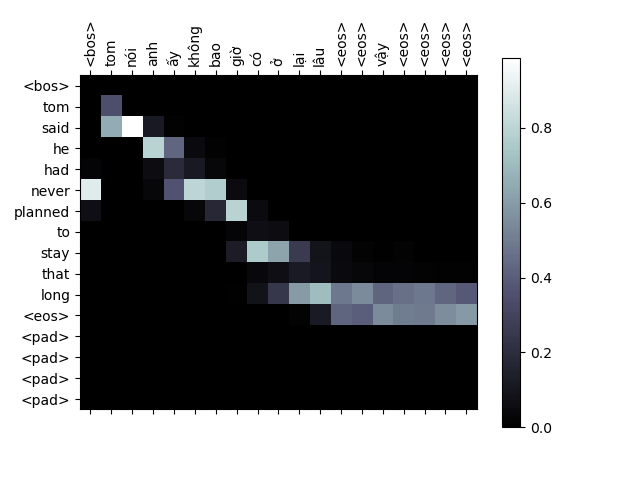 <bos> tom nói anh ấy không bao giờ có ở lại lâu <eos> <eos> vậy <eos> <eos> <eos> <eos>
<bos>
tom
said
he
had
never
planned
to
stay
that
long
<eos>
<pad>
<pad>
<pad>
<pad>
0.8
0.6
0.4
0.2
0.0